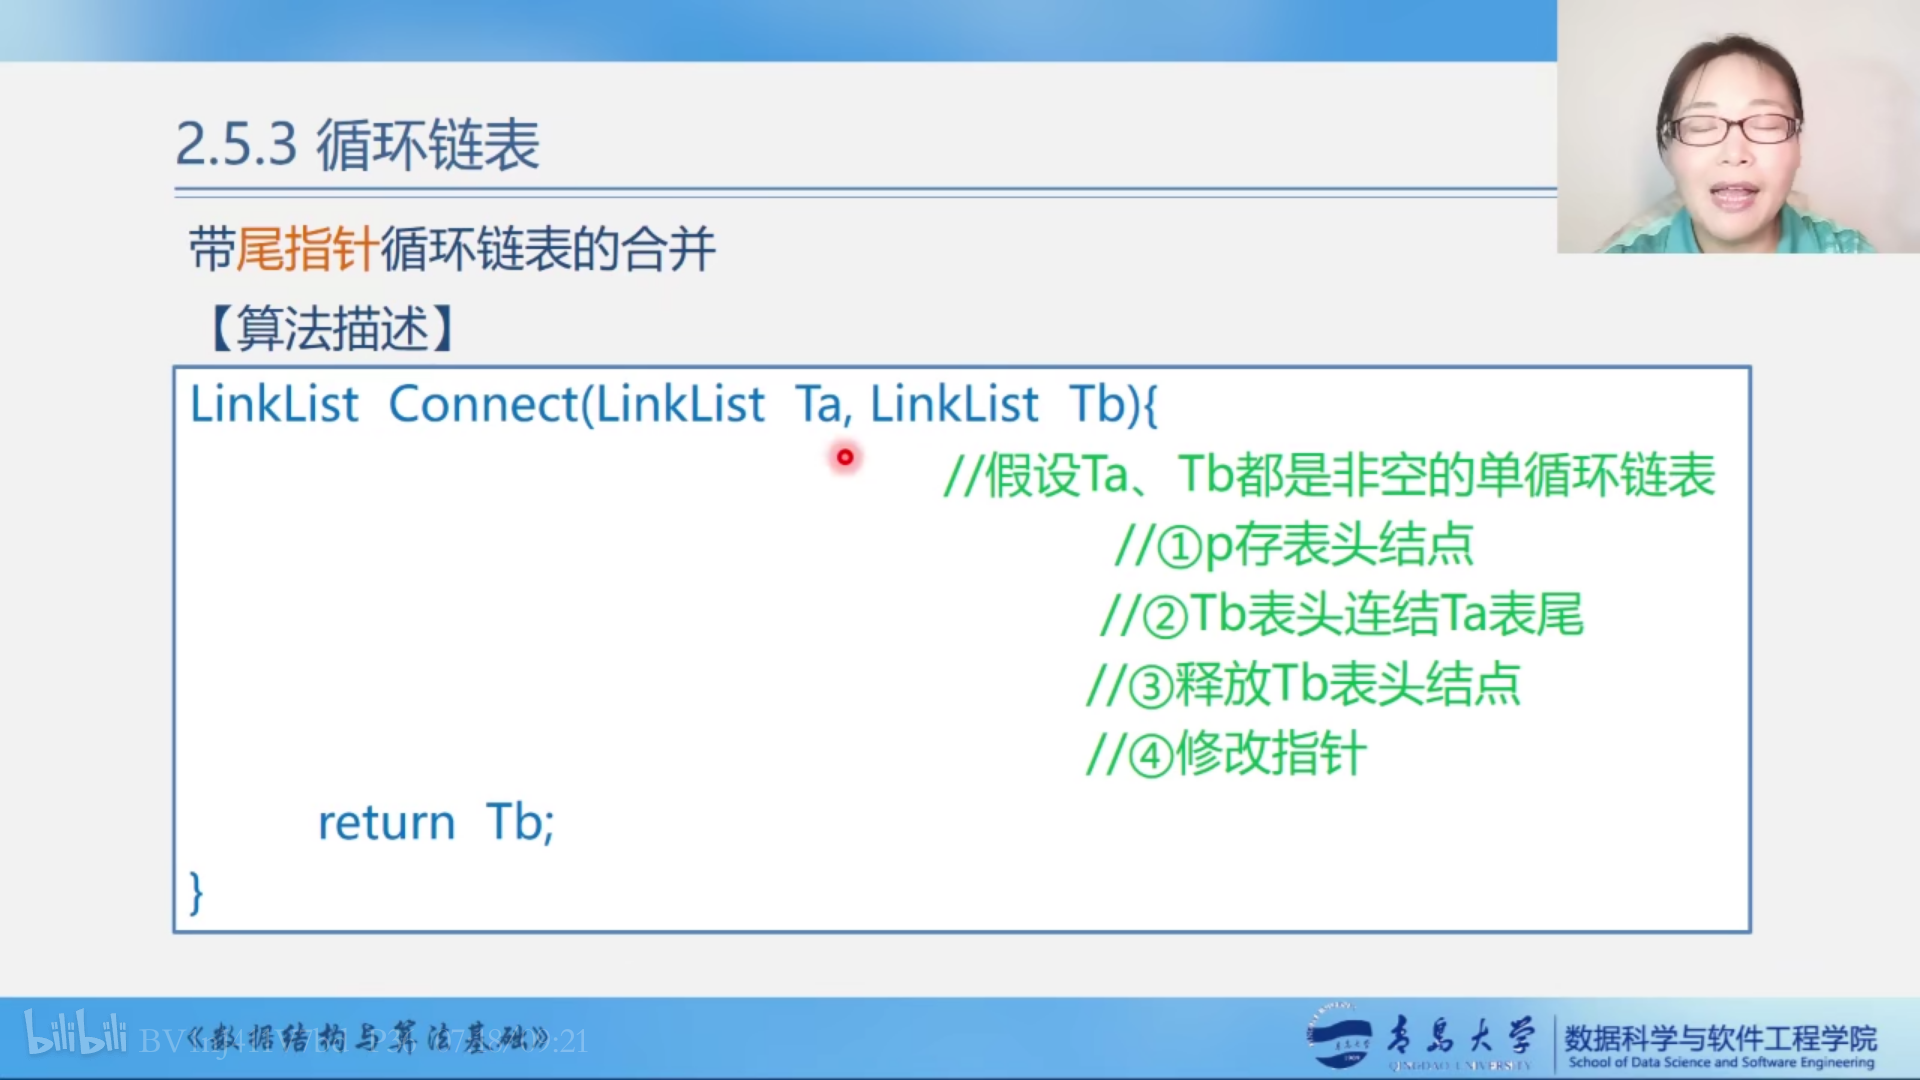 2.5.3 循环链表
带尾指针循环链表的合并
【算法描述】
LinkList Connect(LinkList Ta, LinkList Tb){
//假设Ta、Tb都是非空的单循环链表
//①p存表头结点
//②Tb表头连结Ta表尾
//③释放Tb表头结点
//④修改指针
return Tb;
}
bilibili
《数据结构与算法基础》
青岛大学
QINGDAO UNIVERSITY
数据科学与软件工程学院
School of Data Science and Software Engineering